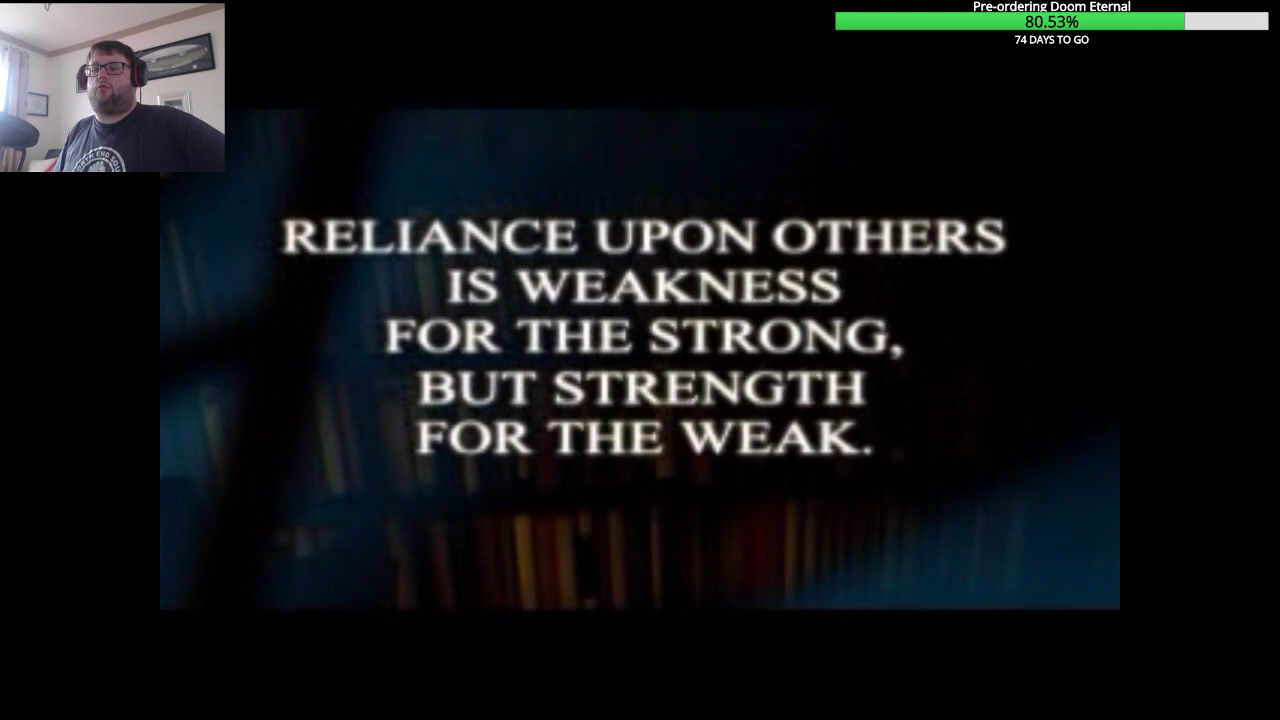 Pre-ordering Doom Eternal
80.53%
74 DAYS TO GO
RELIANCE UPON OTHERS
IS WEAKNESS
FOR THE STRONG,
BUT STRENGTH
FOR THE WEAK.